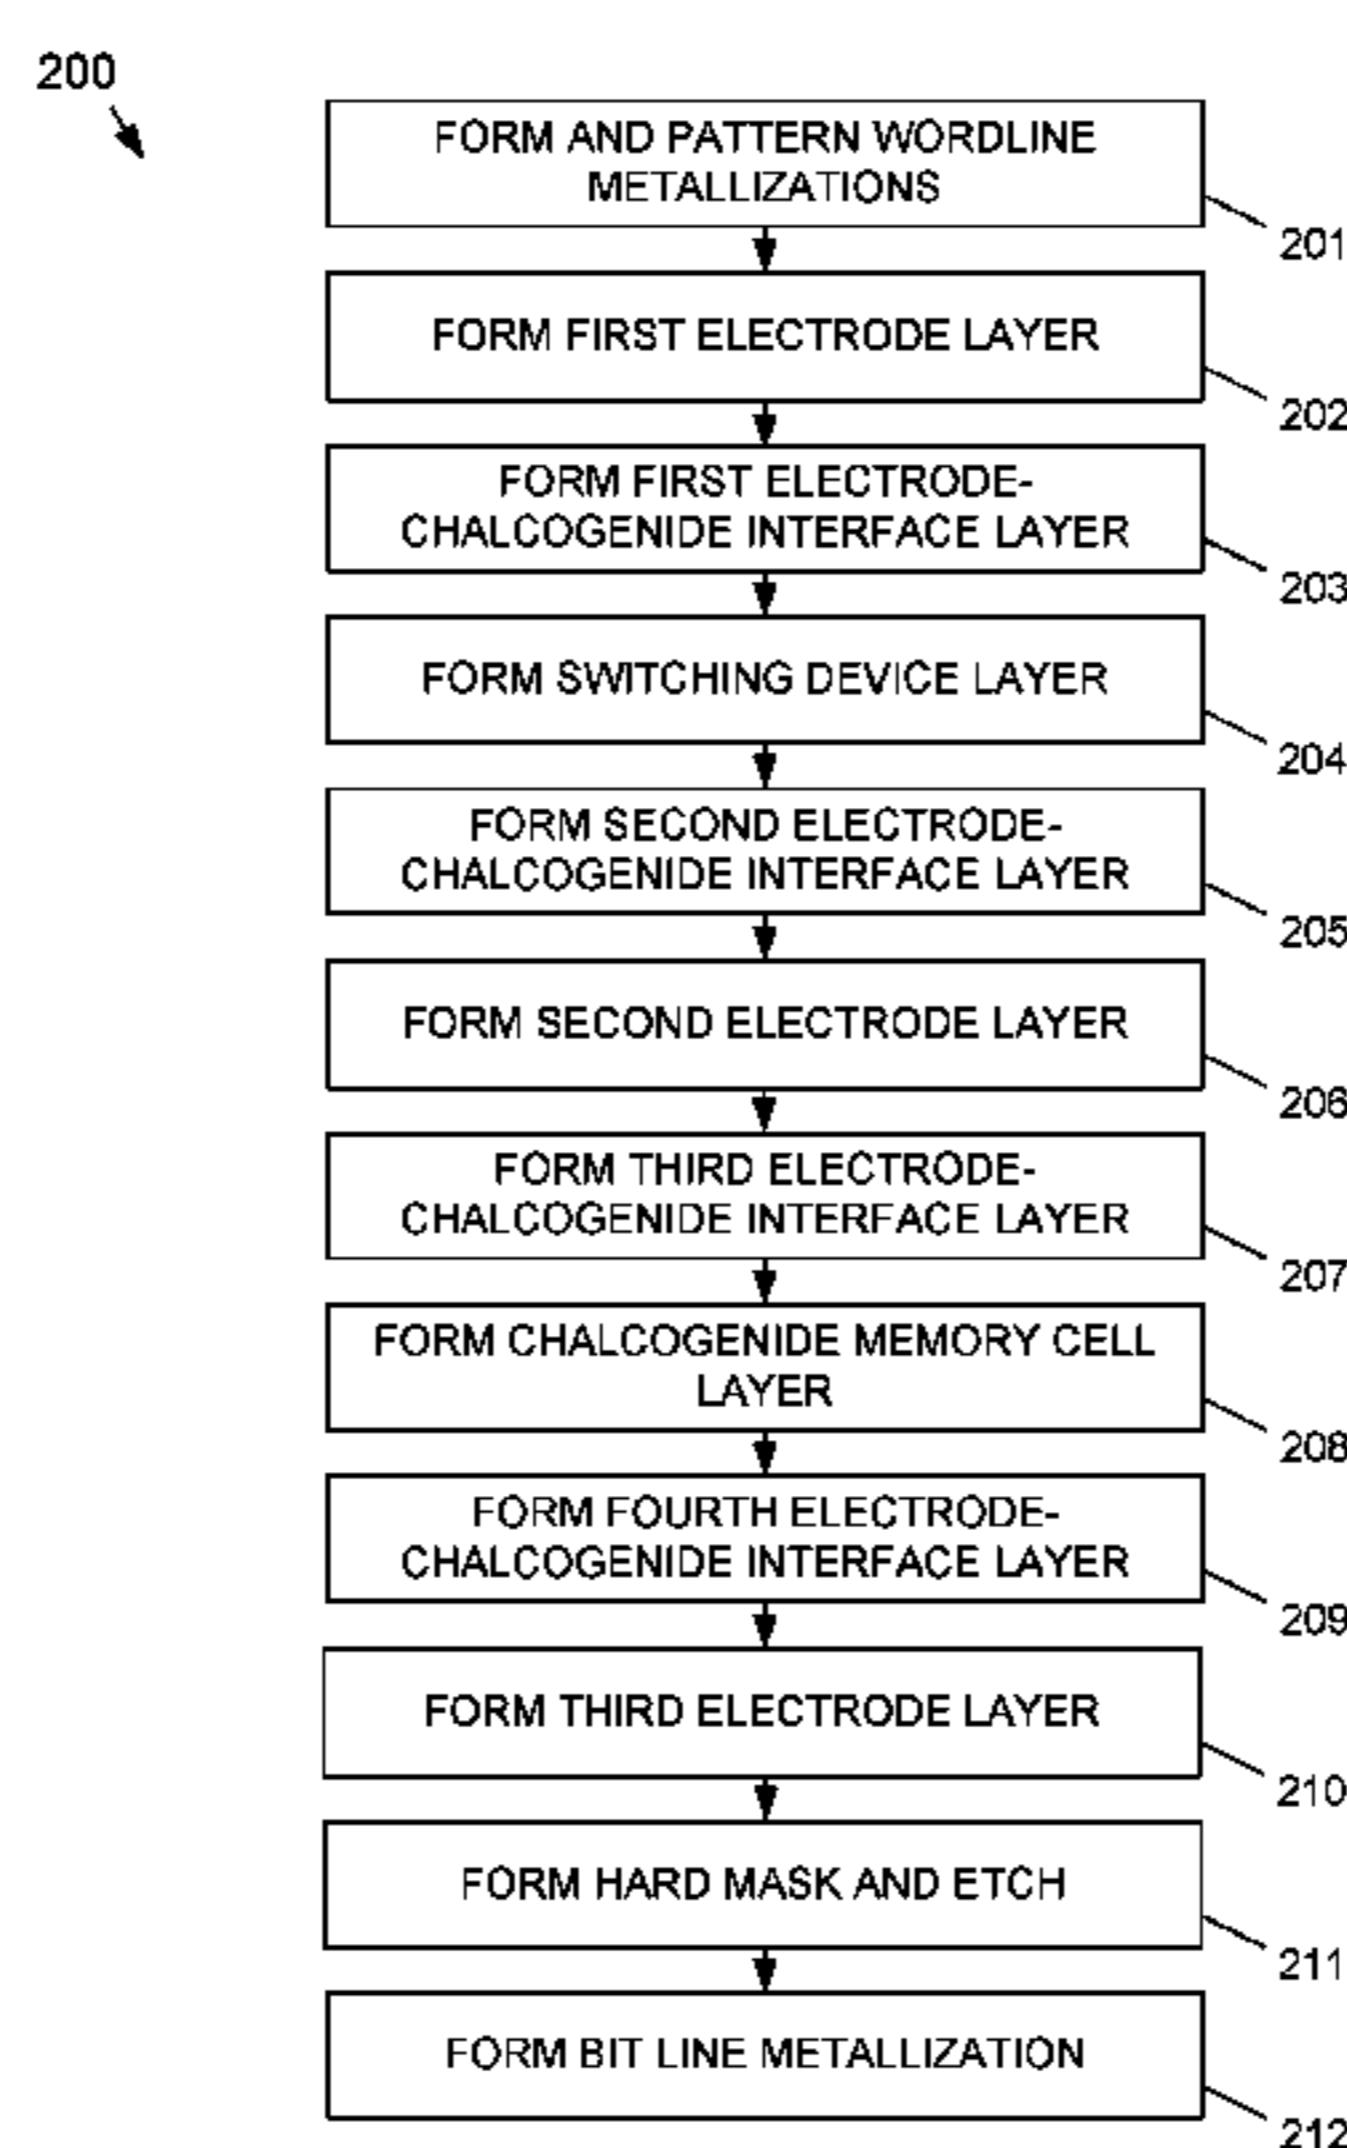 200
FORM AND PATTERN WORDLINE
METALLIZATIONS
201
FORM FIRST ELECTRODE LAYER
202
FORM FIRST ELECTRODE-
CHALCOGENIDE INTERFACE LAYER
203
FORM SWITCHING DEVICE LAYER
204
FORM SECOND ELECTRODE-
CHALCOGENIDE INTERFACE LAYER
205
FORM SECOND ELECTRODE LAYER
206
FORM THIRD ELECTRODE-
CHALCOGENIDE INTERFACE LAYER
207
FORM CHALCOGENIDE MEMORY CELL
LAYER
208
FORM FOURTH ELECTRODE-
CHALCOGENIDE INTERFACE LAYER
209
FORM THIRD ELECTRODE LAYER
210
FORM HARD MASK AND ETCH
211
FORM BIT LINE METALLIZATION
212